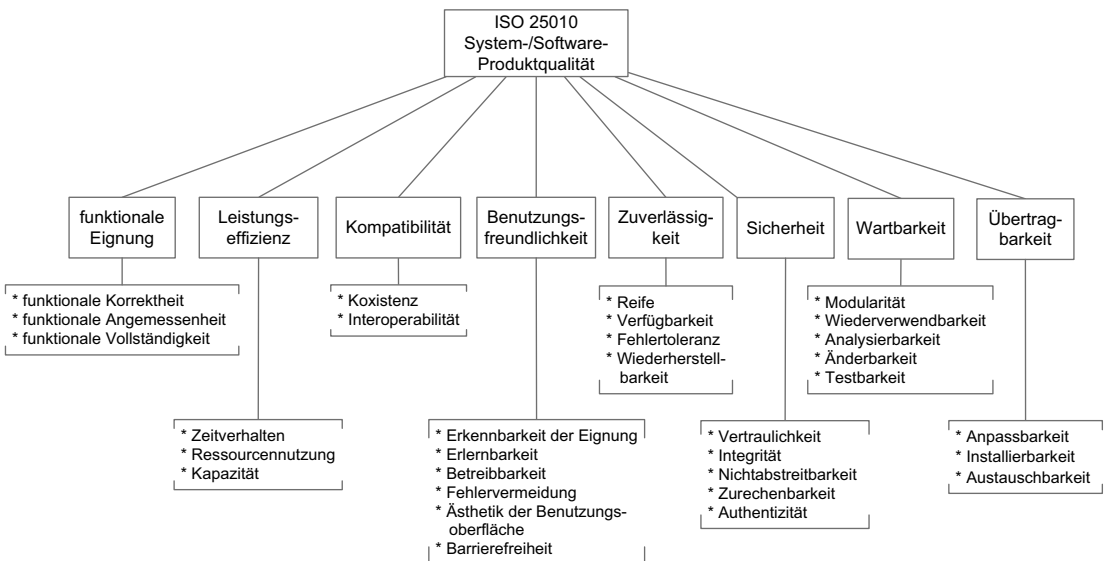 ISO 25010
System-/Software-
Produktqualität
funktionale
Eignung
Leistungs-
effizienz
Kompatibilität
Benutzungs-
freundlichkeit
Zuverlässig-
keit
Sicherheit
Wartbarkeit
Übertrag-
barkeit
* funktionale Korrektheit
* funktionale Angemessenheit
* funktionale Vollständigkeit
* Koxistenz
* Interoperabilität
* Reife
* Verfügbarkeit
* Fehlertoleranz
* Wiederherstell-
barkeit
* Modularität
* Wiederverwendbarkeit
* Analysierbarkeit
* Änderbarkeit
* Testbarkeit
* Zeitverhalten
* Ressourcennutzung
* Kapazität
* Erkennbarkeit der Eignung
* Erlernbarkeit
* Betreibbarkeit
* Fehlervermeidung
* Ästhetik der Benutzungs-
oberfläche
* Barrierefreiheit
* Vertraulichkeit
* Integrität
* Nichtabstreitbarkeit
* Zurechenbarkeit
* Authentizität
* Anpassbarkeit
* Installierbarkeit
* Austauschbarkeit